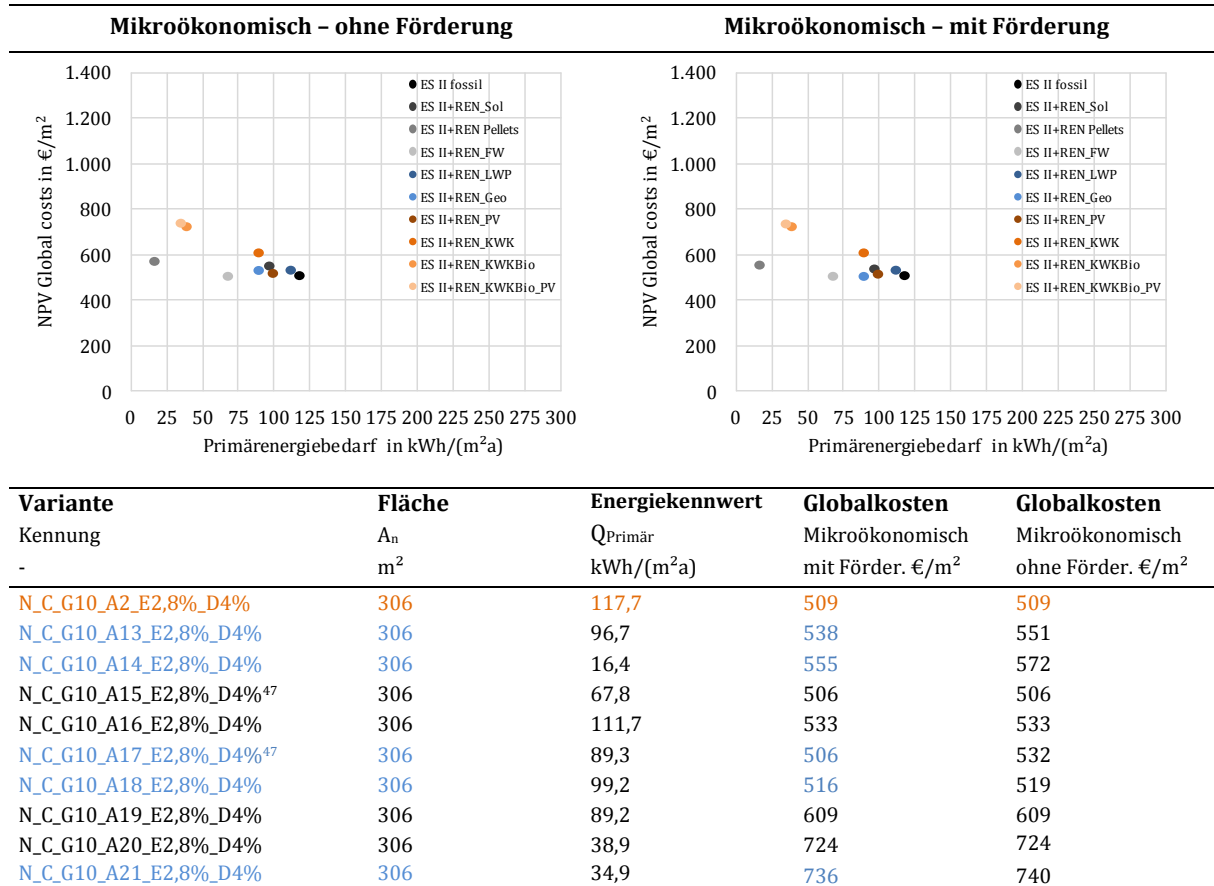 Mikroökonomisch – ohne Förderung
Mikroökonomisch – mit Förderung
NPV Global costs in €/m²
1.400
1.200
1.000
800
600
400
200
0
0 25 50 75 100 125 150 175 200 225 250 275 300
Primärenergiebedarf in kWh/(m²a)
ES II fossil
ES II+REN_Sol
ES II+REN Pellets
ES II+REN_FW
ES II+REN_LWP
ES II+REN_Geo
ES II+REN_PV
ES II+REN_KWK
ES II+REN_KWKBio
ES II+REN_KWKBio_PV
NPV Global costs in €/m²
1.400
1.200
1.000
800
600
400
200
0
0 25 50 75 100 125 150 175 200 225 250 275 300
Primärenergiebedarf in kWh/(m²a)
ES II fossil
ES II+REN_Sol
ES II+REN Pellets
ES II+REN_FW
ES II+REN_LWP
ES II+REN_Geo
ES II+REN_PV
ES II+REN_KWK
ES II+REN_KWKBio
ES II+REN_KWKBio_PV
Variante Fläche Energiekennwert Globalkosten Globalkosten
Kennung An QPrimär Mikroökonomisch Mikroökonomisch
- m² kWh/(m²a) mit Förder. €/m² ohne Förder. €/m²
N_C_G10_A2_E2,8%_D4% 306 117,7 509 509
N_C_G10_A13_E2,8%_D4% 306 96,7 538 551
N_C_G10_A14_E2,8%_D4% 306 16,4 555 572
N_C_G10_A15_E2,8%_D4%⁴⁷ 306 67,8 506 506
N_C_G10_A16_E2,8%_D4% 306 111,7 533 533
N_C_G10_A17_E2,8%_D4%⁴⁷ 306 89,3 506 532
N_C_G10_A18_E2,8%_D4% 306 99,2 516 519
N_C_G10_A19_E2,8%_D4% 306 89,2 609 609
N_C_G10_A20_E2,8%_D4% 306 38,9 724 724
N_C_G10_A21_E2,8%_D4% 306 34,9 736 740